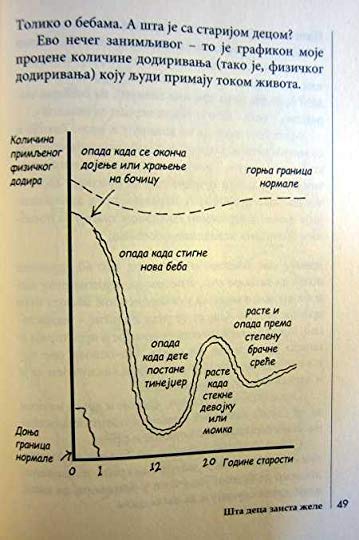 Толико о бебама. А шта је са старијом децом?
Ево нечег занимљивог – то је графикон моје
процене количине додиривања (тако је, физичког
додиривања) коју људи примају током живота.
Количина
примљеног
физичког
додира
опада када се оконча
дојење или храњење
на бочицу
горња граница
нормале
опада када стигне
нова беба
опада
када дете
постане
тинејџер
расте
када
стекне
девојку
или
момка
расте и
опада према
степену
брачне
среће
Доња
граница
нормале
0 1 12 20 Године старости
Шта деца заиста желе 49